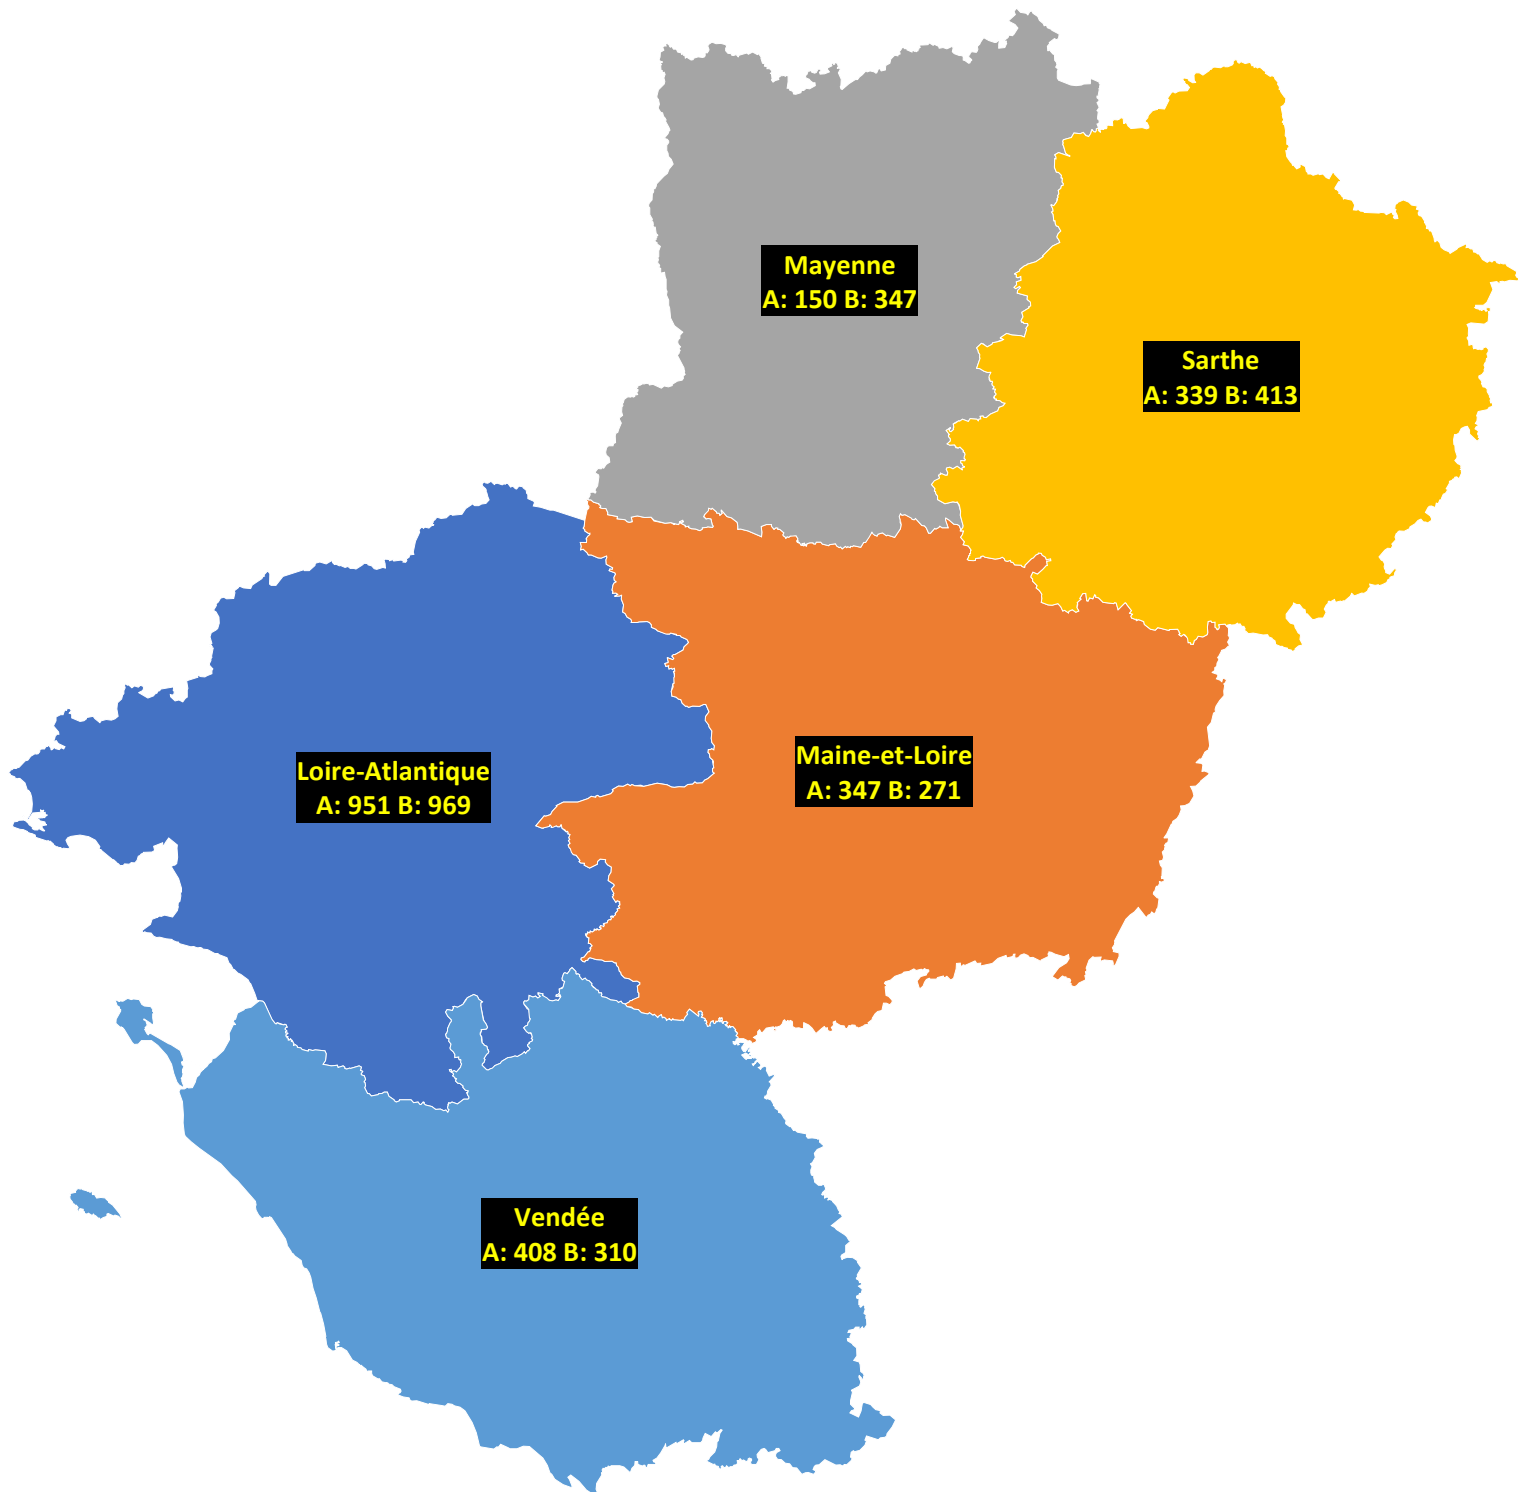 Mayenne
A: 150 B: 347
Sarthe
A: 339 B: 413
Loire-Atlantique
A: 951 B: 969
Maine-et-Loire
A: 347 B: 271
Vendée
A: 408 B: 310